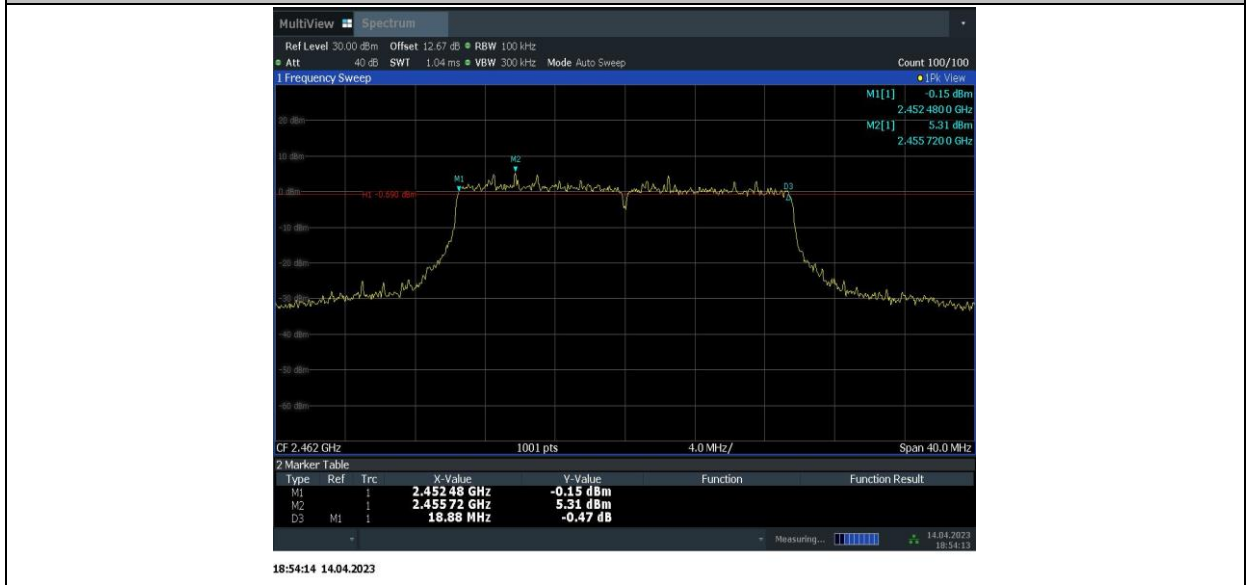 MultiView Spectrum
Ref Level 30.00 dBm Offset 12.67 dB RBW 100 kHz
Att 40 dB SWT 1.04 ms VBW 300 kHz Mode Auto Sweep Count 100/100
1 Frequency Sweep 1Pk View
M1[1] -0.15 dBm
2.452 480 0 GHz
20 dBm
M2[1] 5.31 dBm
2.455 720 0 GHz
10 dBm
M2
M1
D3
0 dBm
H1 -0.690 dBm
-10 dBm
-20 dBm
-30 dBm
-40 dBm
-50 dBm
-60 dBm
CF 2.462 GHz 1001 pts 4.0 MHz/ Span 40.0 MHz
2 Marker Table
Type Ref Trc X-Value Y-Value Function Function Result
M1 1 2.452 48 GHz -0.15 dBm
M2 1 2.455 72 GHz 5.31 dBm
D3 M1 1 18.88 MHz -0.47 dB
Measuring... 14.04.2023
18:54:13
18:54:14 14.04.2023